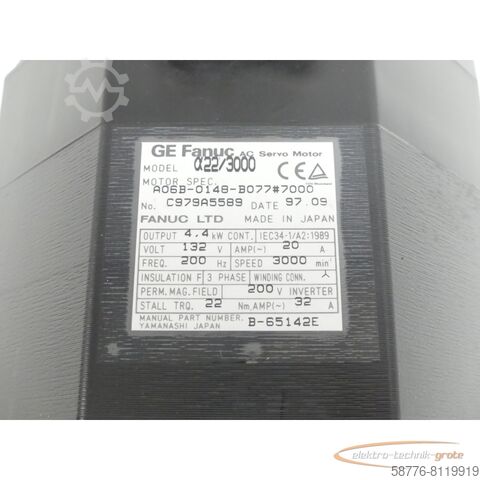 GE Fanuc AC Servo Motor
MODEL α22/3000
MOTOR SPEC.
A06B-0148-B077#7000
No. C979A5589 DATE 97.09
FANUC LTD MADE IN JAPAN
OUTPUT 4.4 kW CONT. IEC34-1/A2:1989
VOLT 132 V AMP(~) 20 A
FREQ. 200 Hz SPEED 3000 min⁻¹
INSULATION F 3 PHASE WINDING CONN. 人
PERM.MAG.FIELD 200 V INVERTER
STALL TRQ. 22 Nm,AMP(~) 32 A
MANUAL PART NUMBER.
YAMANASHI JAPAN B-65142E
elektro-technik-grote
58776-8119919